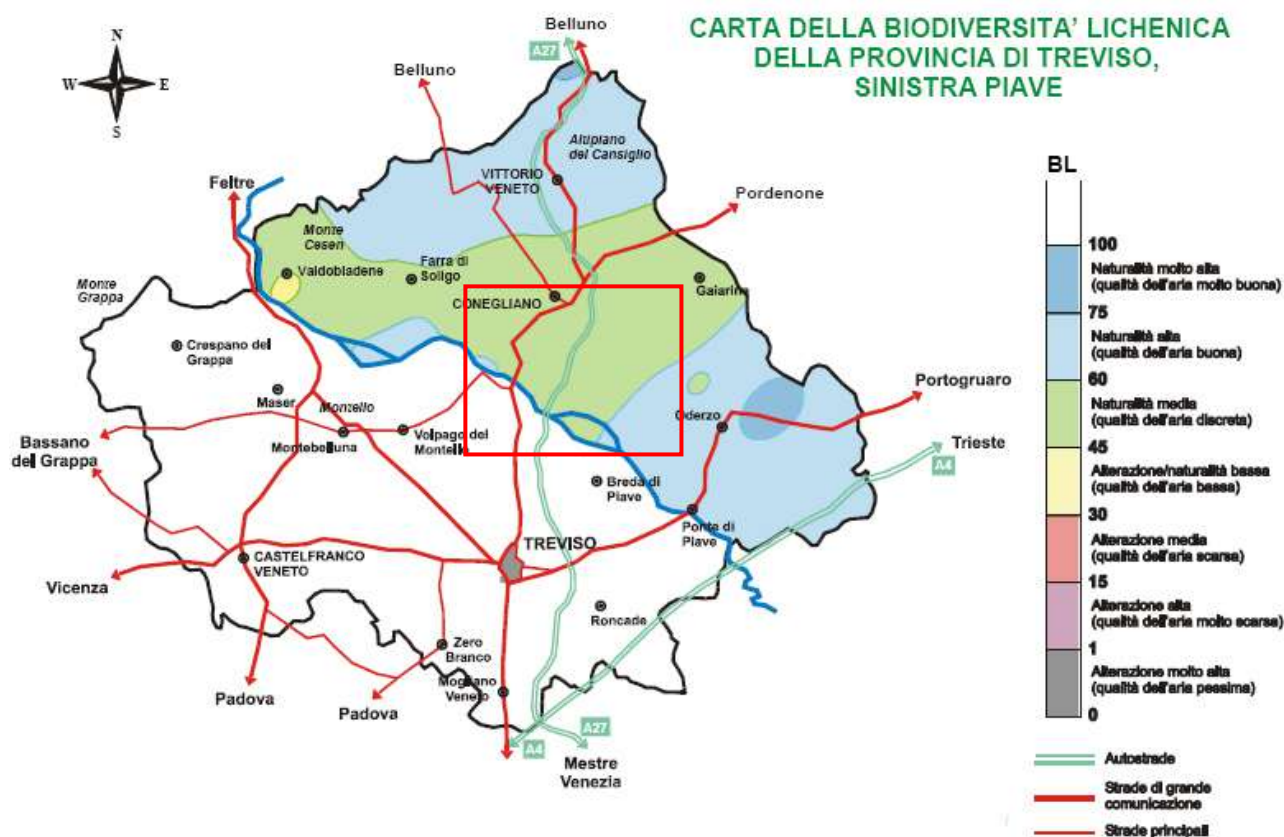 CARTA DELLA BIODIVERSITA' LICHENICA
DELLA PROVINCIA DI TREVISO,
SINISTRA PIAVE
N
W
E
S
Belluno
A27
Belluno
Altipiano
del Cansiglio
VITTORIO
VENETO
Feltre
Pordenone
Monte
Cesen
Farra di
Soligo
Valdobladene
Gaiarine
CONEGLIANO
Monte
Grappa
Crespano del
Grappa
Maser
Montello
Montebelluna
Volpago del
Montello
Bassano
del Grappa
Oderzo
Portogruaro
Trieste
A4
Breda di
Piave
Ponte di
Piave
TREVISO
CASTELFRANCO
VENETO
Vicenza
Roncade
Zero
Branco
Mogliano
Veneto
Padova
Padova
A4
A27
Mestre
Venezia
BL
100
Naturalità molto alta
(qualità dell'aria molto buona)
75
Naturalità alta
(qualità dell'aria buona)
60
Naturalità media
(qualità dell'aria discreta)
45
Alterazione/naturalità bassa
(qualità dell'aria bassa)
30
Alterazione media
(qualità dell'aria scarsa)
15
Alterazione alta
(qualità dell'aria molto scarsa)
1
Alterazione molto alta
(qualità dell'aria pessima)
0
Autostrade
Strade di grande
comunicazione
Strade principali